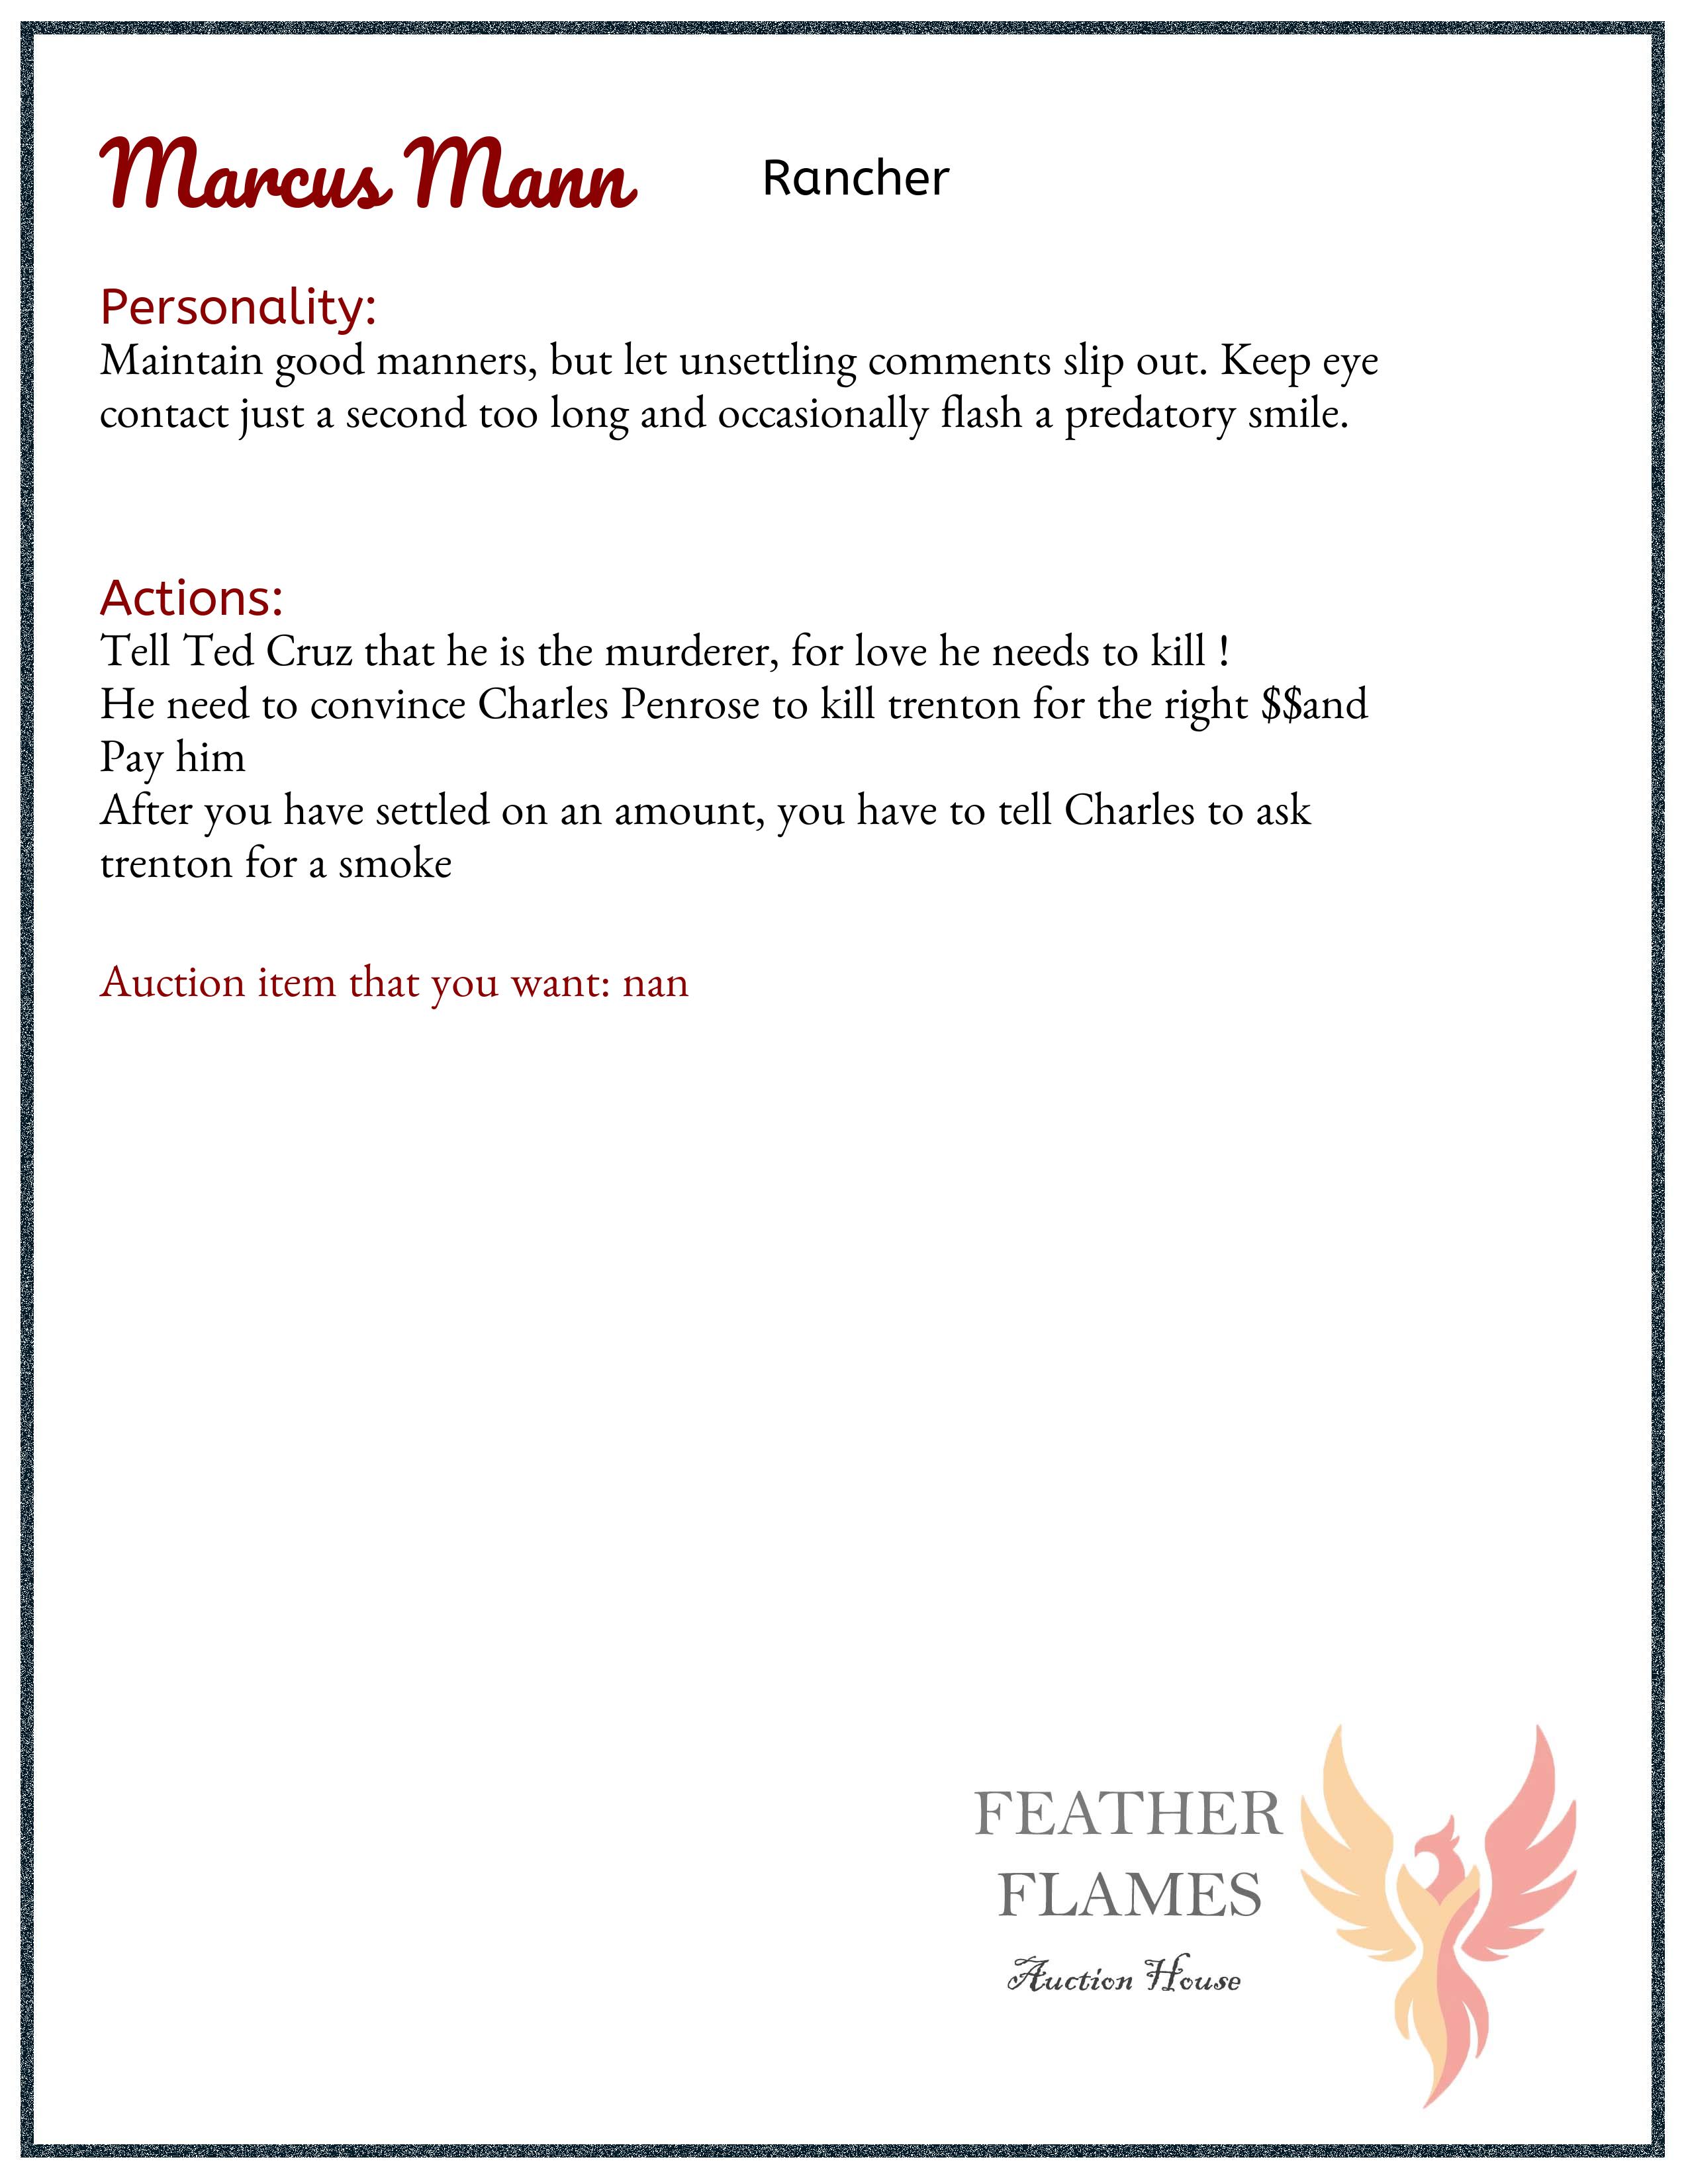 Marcus Mann Rancher
Personality:
Maintain good manners, but let unsettling comments slip out. Keep eye
contact just a second too long and occasionally flash a predatory smile.
Actions:
Tell Ted Cruz that he is the murderer, for love he needs to kill !
He need to convince Charles Penrose to kill trenton for the right $$and
Pay him
After you have settled on an amount, you have to tell Charles to ask
trenton for a smoke
Auction item that you want: nan
FEATHER
FLAMES
Auction House